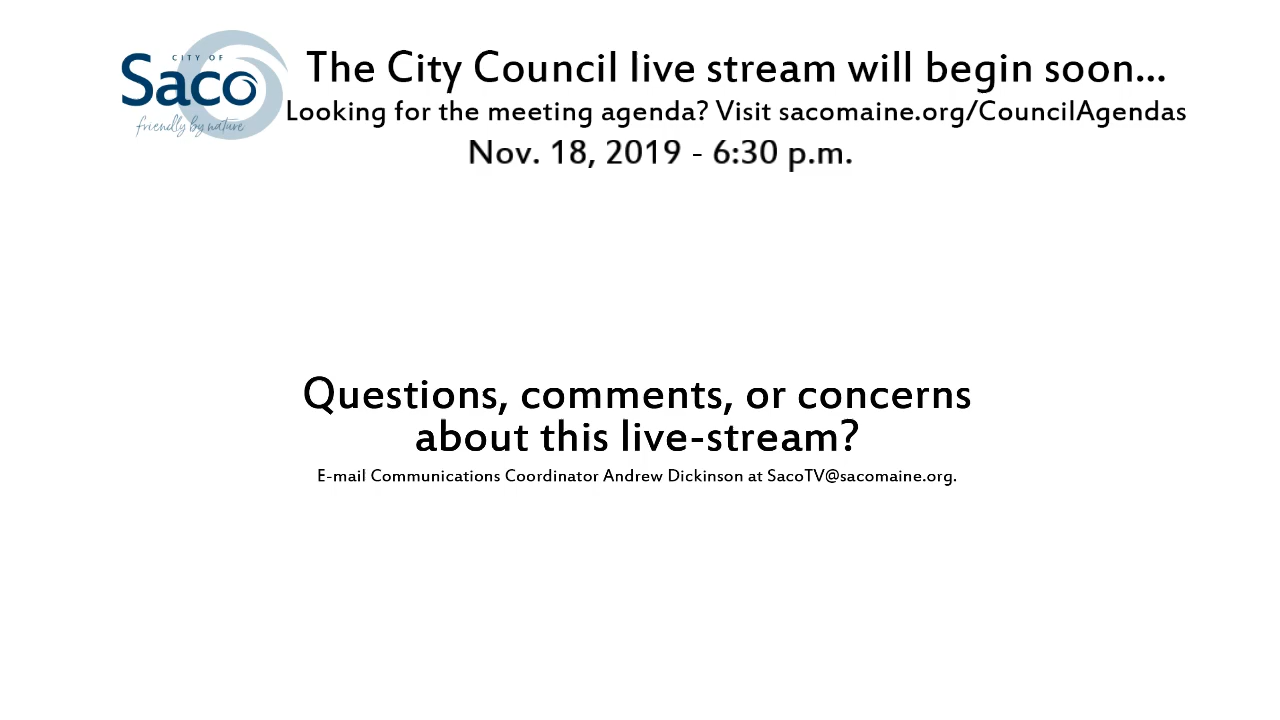 CITY OF
Saco
friendly by nature
The City Council live stream will begin soon...
Looking for the meeting agenda? Visit sacomaine.org/CouncilAgendas
Nov. 18, 2019 - 6:30 p.m.
Questions, comments, or concerns
about this live-stream?
E-mail Communications Coordinator Andrew Dickinson at SacoTV@sacomaine.org.